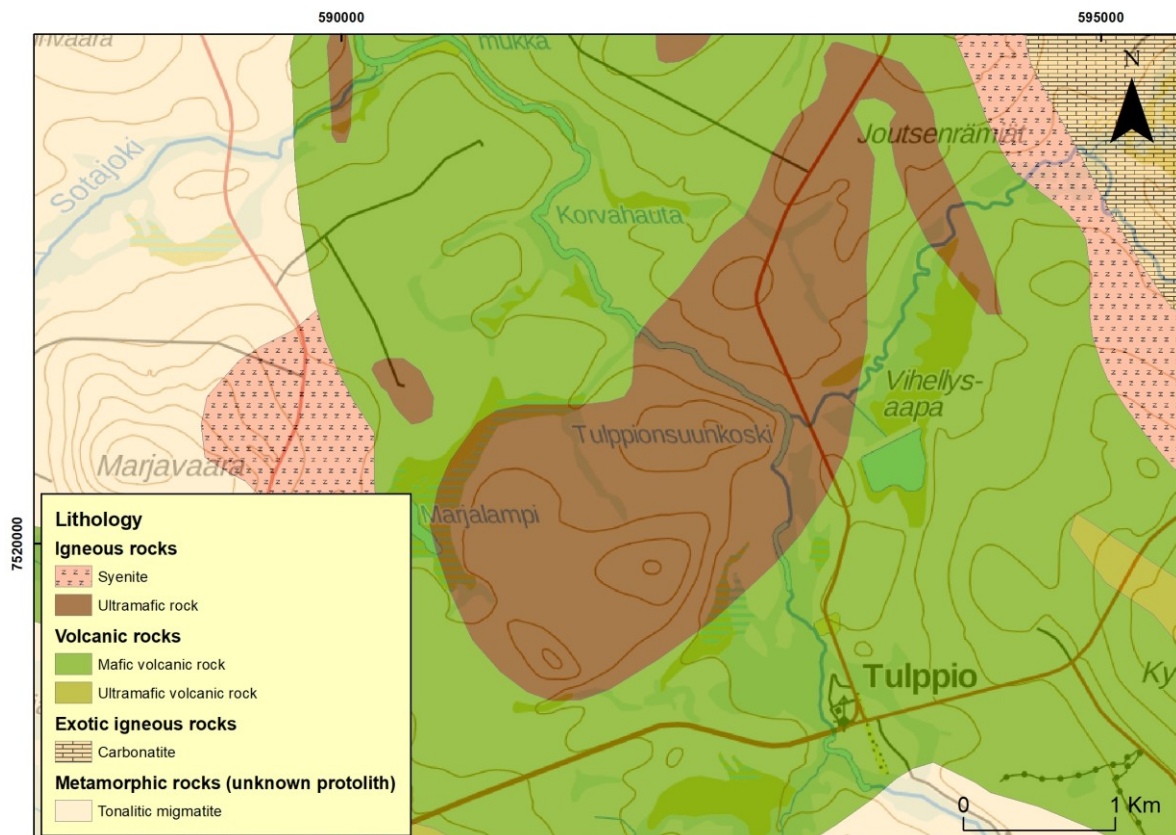 590000
595000
7520000
mukka
N
Joutsenrämiät
Sotajoki
Korvahauta
Vihellys-
aapa
Tulppionsuunkoski
Marjavaara
Marjalampi
Tulppio
Ky
Lithology
Igneous rocks
Syenite
Ultramafic rock
Volcanic rocks
Mafic volcanic rock
Ultramafic volcanic rock
Exotic igneous rocks
Carbonatite
Metamorphic rocks (unknown protolith)
Tonalitic migmatite
0
1 Km